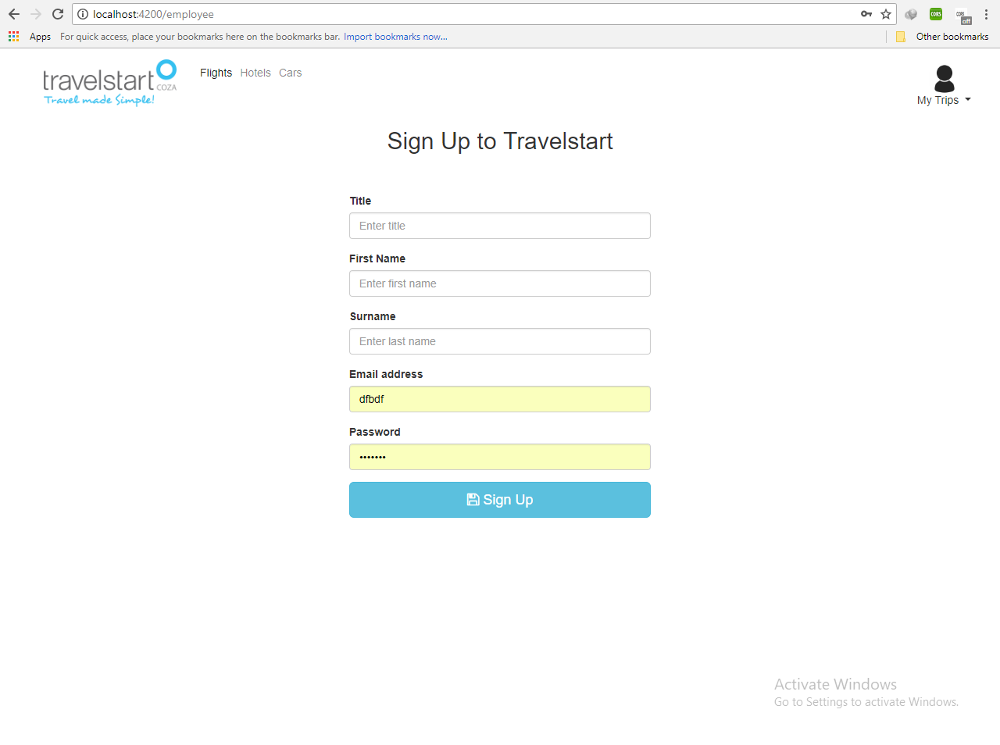 localhost:4200/employee
CORS
CORS
off
Apps For quick access, place your bookmarks here on the bookmarks bar. Import bookmarks now... Other bookmarks
travelstart
COZA
Travel made Simple!
Flights Hotels Cars
My Trips
Sign Up to Travelstart
Title
Enter title
First Name
Enter first name
Surname
Enter last name
Email address
dfbdf
Password
•••••••
Sign Up
Activate Windows
Go to Settings to activate Windows.